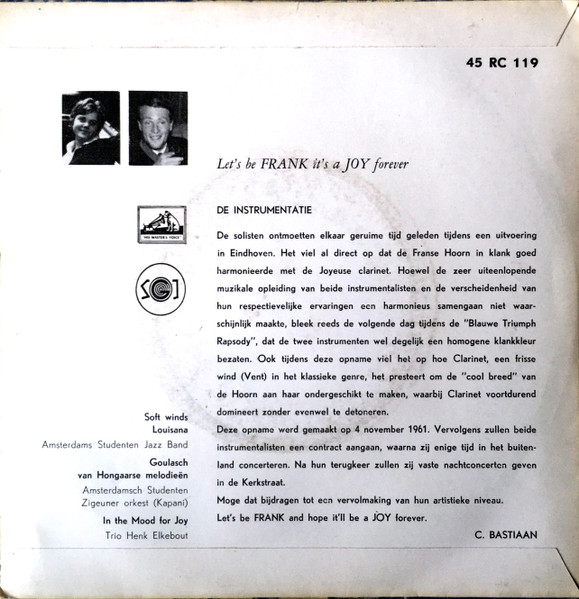 45 RC 119
Let's be FRANK it's a JOY forever
HIS MASTER'S VOICE
DE INSTRUMENTATIE
De solisten ontmoetten elkaar geruime tijd geleden tijdens een uitvoering
in Eindhoven. Het viel al direct op dat de Franse Hoorn in klank goed
harmonieerde met de Joyeuse clarinet. Hoewel de zeer uiteenlopende
muzikale opleiding van beide instrumentalisten en de verscheidenheid van
hun respectievelijke ervaringen een harmonieus samengaan niet waar-
schijnlijk maakte, bleek reeds de volgende dag tijdens de "Blauwe Triumph
Rapsody", dat de twee instrumenten wel degelijk een homogene klankkleur
bezaten. Ook tijdens deze opname viel het op hoe Clarinet, een frisse
wind (Vent) in het klassieke genre, het presteert om de "cool breed" van
de Hoorn aan haar ondergeschikt te maken, waarbij Clarinet voortdurend
domineert zonder evenwel te detoneren.
Deze opname werd gemaakt op 4 november 1961. Vervolgens zullen beide
instrumentalisten een contract aangaan, waarna zij enige tijd in het buiten-
land concerteren. Na hun terugkeer zullen zij vaste nachtconcerten geven
in de Kerkstraat.
Moge dat bijdragen tot een vervolmaking van hun artistieke niveau.
Let's be FRANK and hope it'll be a JOY forever.
C. BASTIAAN
Soft winds
Louisana
Amsterdams Studenten Jazz Band
Goulasch
van Hongaarse melodieën
Amsterdamsch Studenten
Zigeuner orkest (Kapani)
In the Mood for Joy
Trio Henk Elkebout